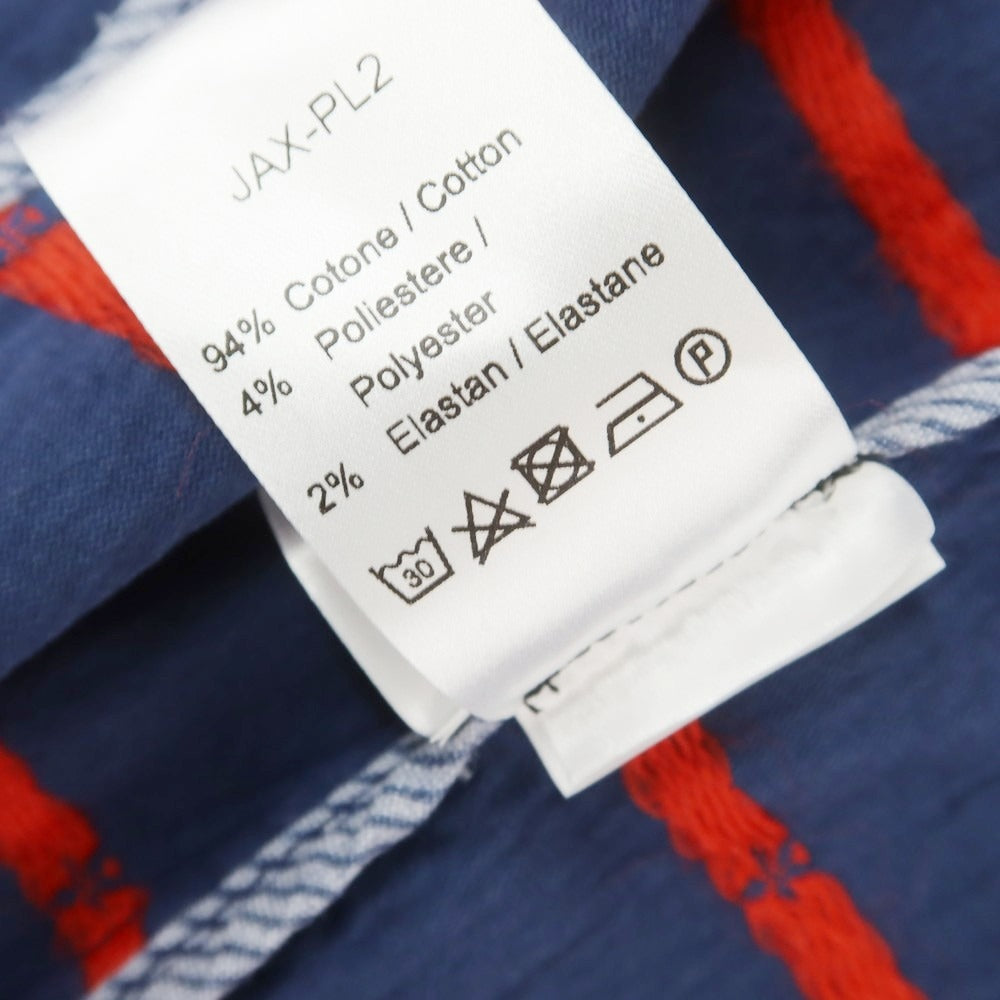 JAX-PL2
94% Cotone / Cotton
4% Poliestere /
Polyester
2% Elastan / Elastane
30
P